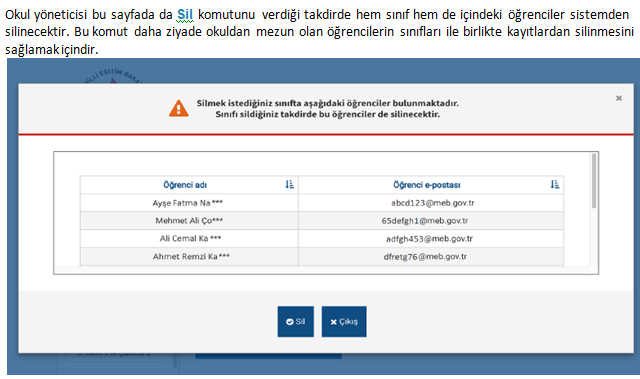 Okul yöneticisi bu sayfada da Sil komutunu verdiği takdirde hem sınıf hem de içindeki öğrenciler sistemden
silinecektir. Bu komut daha ziyade okuldan mezun olan öğrencilerin sınıfları ile birlikte kayıtlardan silinmesini
sağlamak içindir.
Silmek istediğiniz sınıfta aşağıdaki öğrenciler bulunmaktadır.
Sınıfı sildiğiniz takdirde bu öğrenciler de silinecektir.
Öğrenci adı Öğrenci e-postası
Ayşe Fatma Na *** abcd123@meb.gov.tr
Mehmet Ali Ço*** 65defgh1@meb.gov.tr
Ali Cemal Ka *** adfgh453@meb.gov.tr
Ahmet Remzi Ka*** dfretg76@meb.gov.tr
Sil Çıkış